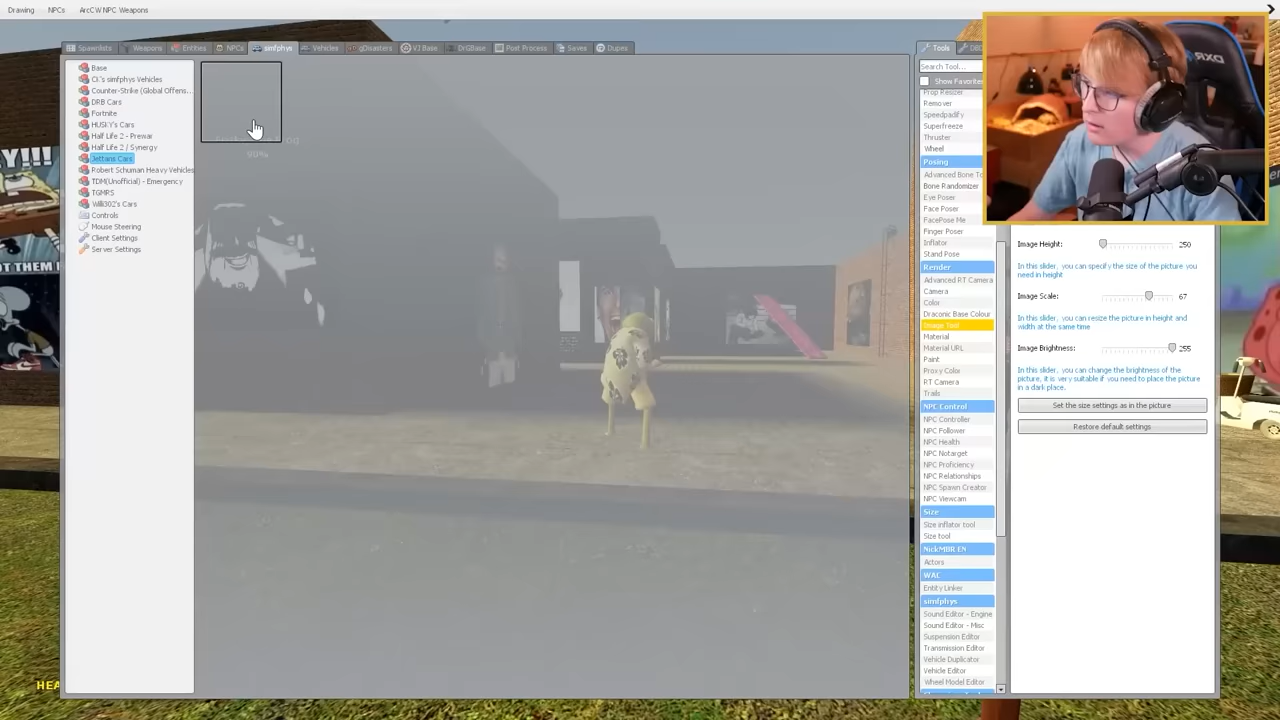 Drawing NPCs ArcCW NPC Weapons
Spawnlists Weapons Entities NPCs simfphys Vehicles gDisasters VJ Base DrGBase Post Process Saves Dupes
Base
CK's simfphys Vehicles
Counter-Strike (Global Offens...
DRB Cars
Fortnite
HUSKY's Cars
Half Life 2 - Prewar
Half Life 2 / Synergy
Jettans Cars
Robert Schuman Heavy Vehicles
TDM(Unofficial) - Emergency
TGMRS
Willi302's Cars
Controls
Mouse Steering
Client Settings
Server Settings
Tools
Search Tool...
Show Favorite
Prop Resizer
Remover
Speedpadify
Superfreeze
Thruster
Wheel
Posing
Advanced Bone To
Bone Randomizer
Eye Poser
Face Poser
FacePose Me
Finger Poser
Inflator
Stand Pose
Render
Advanced RT Camera
Camera
Color
Draconic Base Colour
Image Tool
Material
Material URL
Paint
Proxy Color
RT Camera
Trails
NPC Control
NPC Controller
NPC Follower
NPC Health
NPC Notarget
NPC Proficiency
NPC Relationships
NPC Spawn Creator
NPC Viewcam
Size
Size inflator tool
Size tool
NickMBR EN
Actors
WAC
Entity Linker
simfphys
Sound Editor - Engine
Sound Editor - Misc
Suspension Editor
Transmission Editor
Vehicle Duplicator
Vehicle Editor
Wheel Model Editor
Image Height: 250
In this slider, you can specify the size of the picture you
need in height
Image Scale: 67
In this slider, you can resize the picture in height and
width at the same time
Image Brightness: 255
In this slider, you can change the brightness of the
picture, it is very suitable if you need to place the picture
in a dark place.
Set the size settings as in the picture
Restore default settings
HEA
DXRA